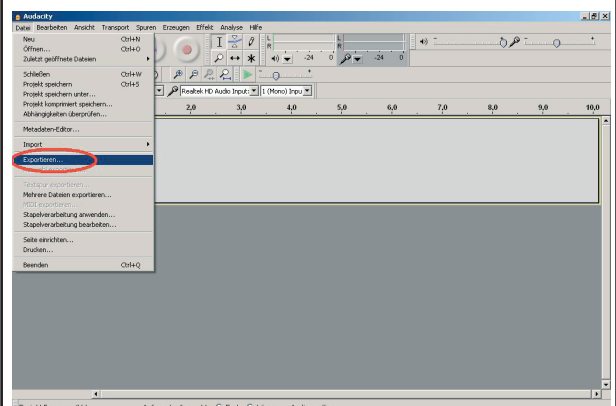 Audacity
Datei Bearbeiten Ansicht Transport Spuren Erzeugen Effekt Analyse Hilfe
Neu Ctrl+N
Öffnen... Ctrl+O
Zuletzt geöffnete Dateien
Schließen Ctrl+W
Projekt speichern Ctrl+S
Projekt speichern unter...
Projekt komprimiert speichern...
Abhängigkeiten überprüfen...
Metadaten-Editor...
Import
Exportieren...
Textspur exportieren...
Mehrere Dateien exportieren...
MIDI exportieren...
Stapelverarbeitung anwenden...
Stapelverarbeitung bearbeiten...
Seite einrichten...
Drucken...
Beenden Ctrl+Q
L
R
-24 0
L
R
-24 0
Realtek HD Audio Input: 1 (Mono) Inpu
2,0 3,0 4,0 5,0 6,0 7,0 8,0 9,0 10,0